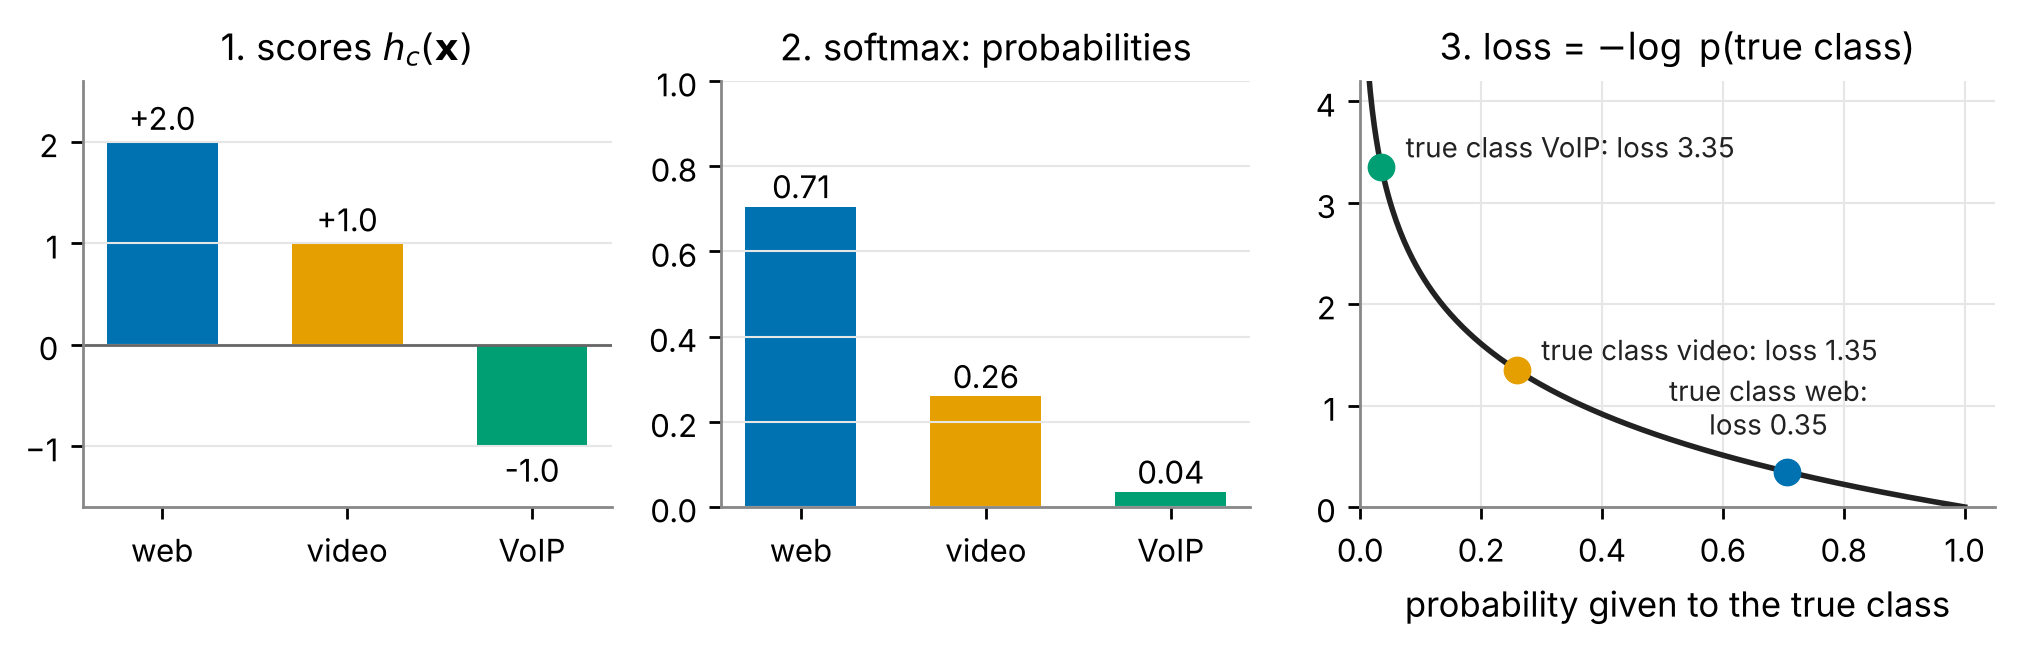 1. scores h_c(x)
+2.0
+1.0
-1.0
2
1
0
−1
web video VoIP
2. softmax: probabilities
1.0
0.8
0.6
0.4
0.2
0.0
0.71
0.26
0.04
web video VoIP
3. loss = −log p(true class)
4
3
2
1
0
true class VoIP: loss 3.35
true class video: loss 1.35
true class web:
loss 0.35
0.0 0.2 0.4 0.6 0.8 1.0
probability given to the true class